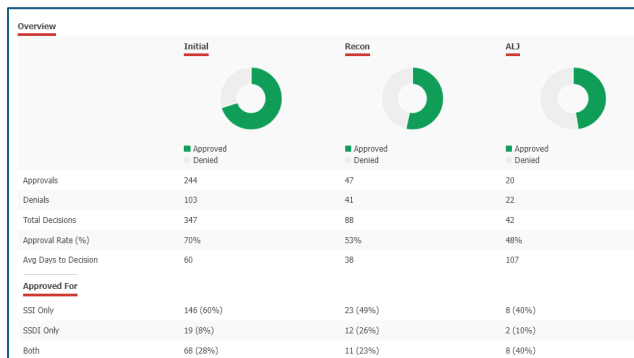 Overview
Initial Recon ALJ
Approved Approved Approved
Denied Denied Denied
Approvals 244 47 20
Denials 103 41 22
Total Decisions 347 88 42
Approval Rate (%) 70% 53% 48%
Avg Days to Decision 60 38 107
Approved For
SSI Only 146 (60%) 23 (49%) 8 (40%)
SSDI Only 19 (8%) 12 (26%) 2 (10%)
Both 68 (28%) 11 (23%) 8 (40%)